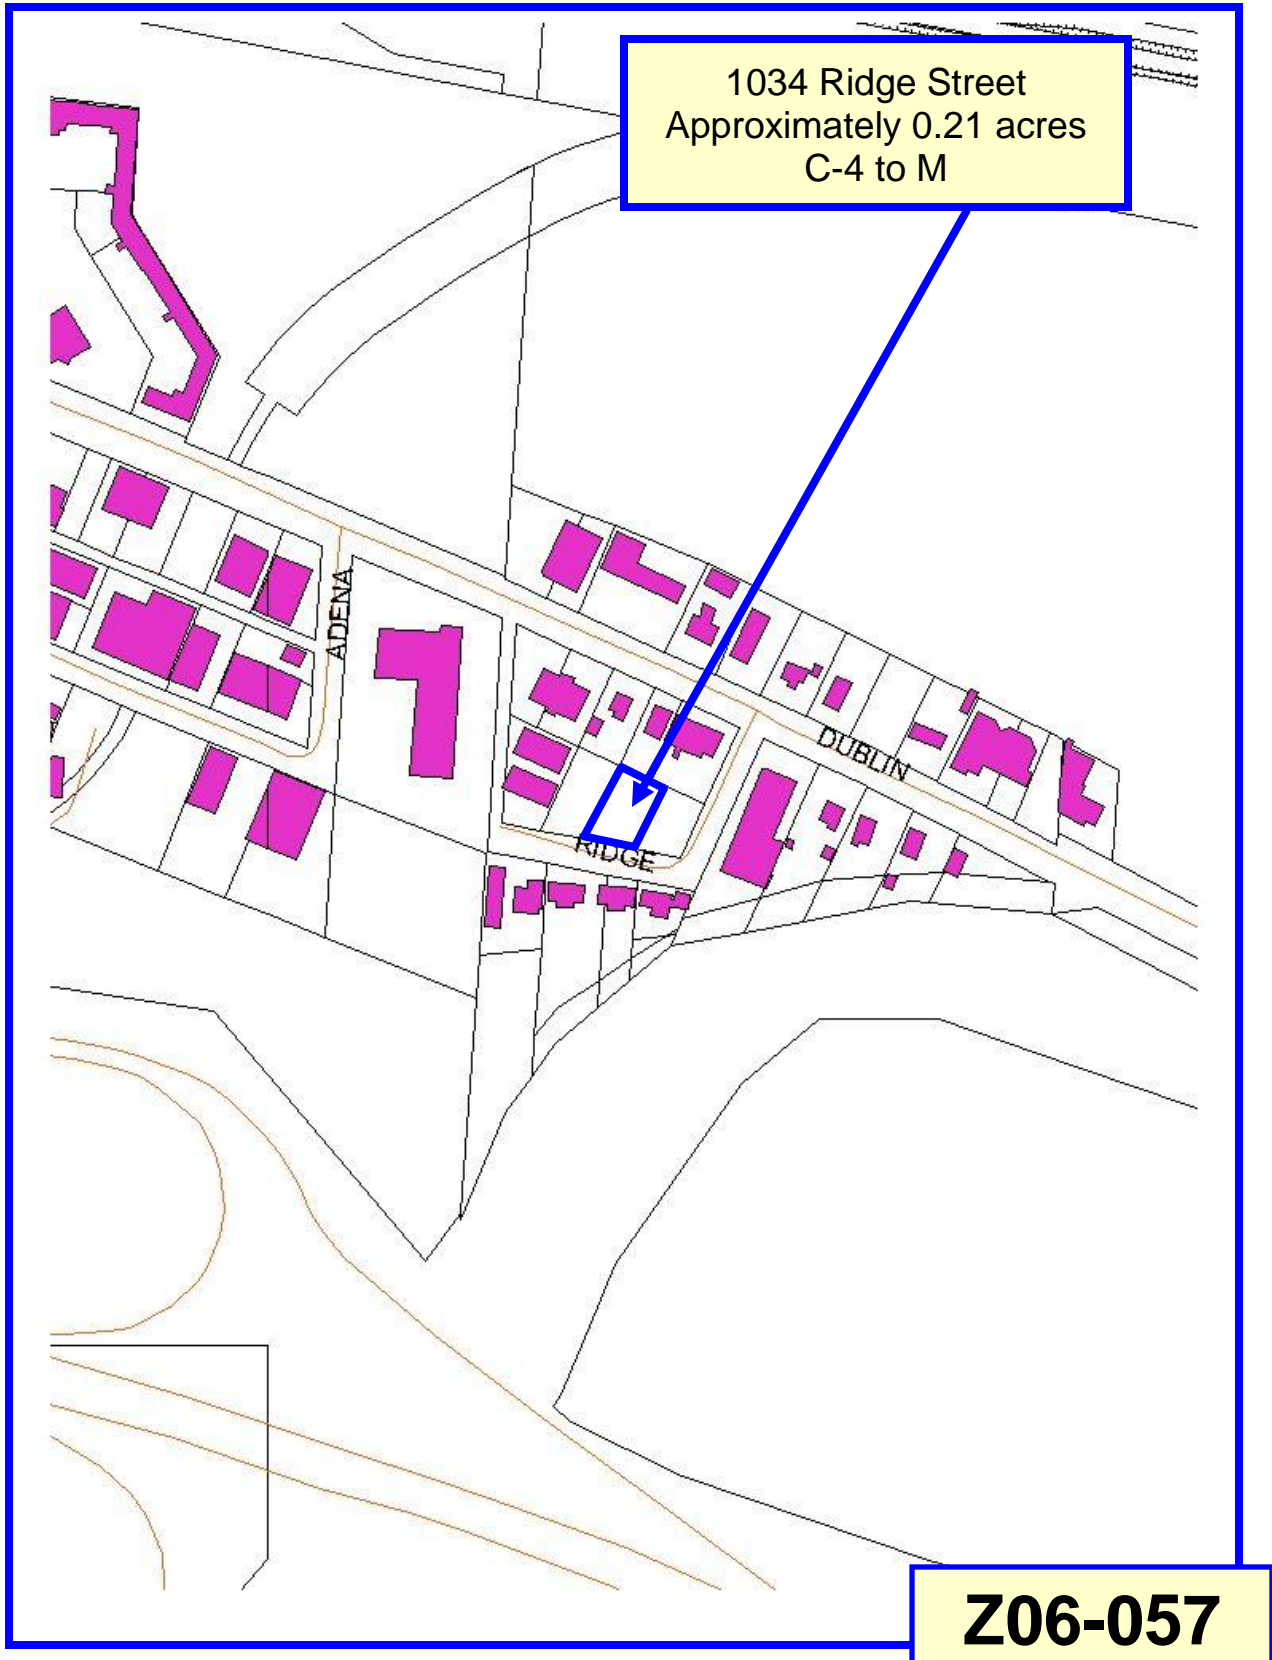 1034 Ridge Street
Approximately 0.21 acres
C-4 to M
ADENA
DUBLIN
RIDGE
Z06-057